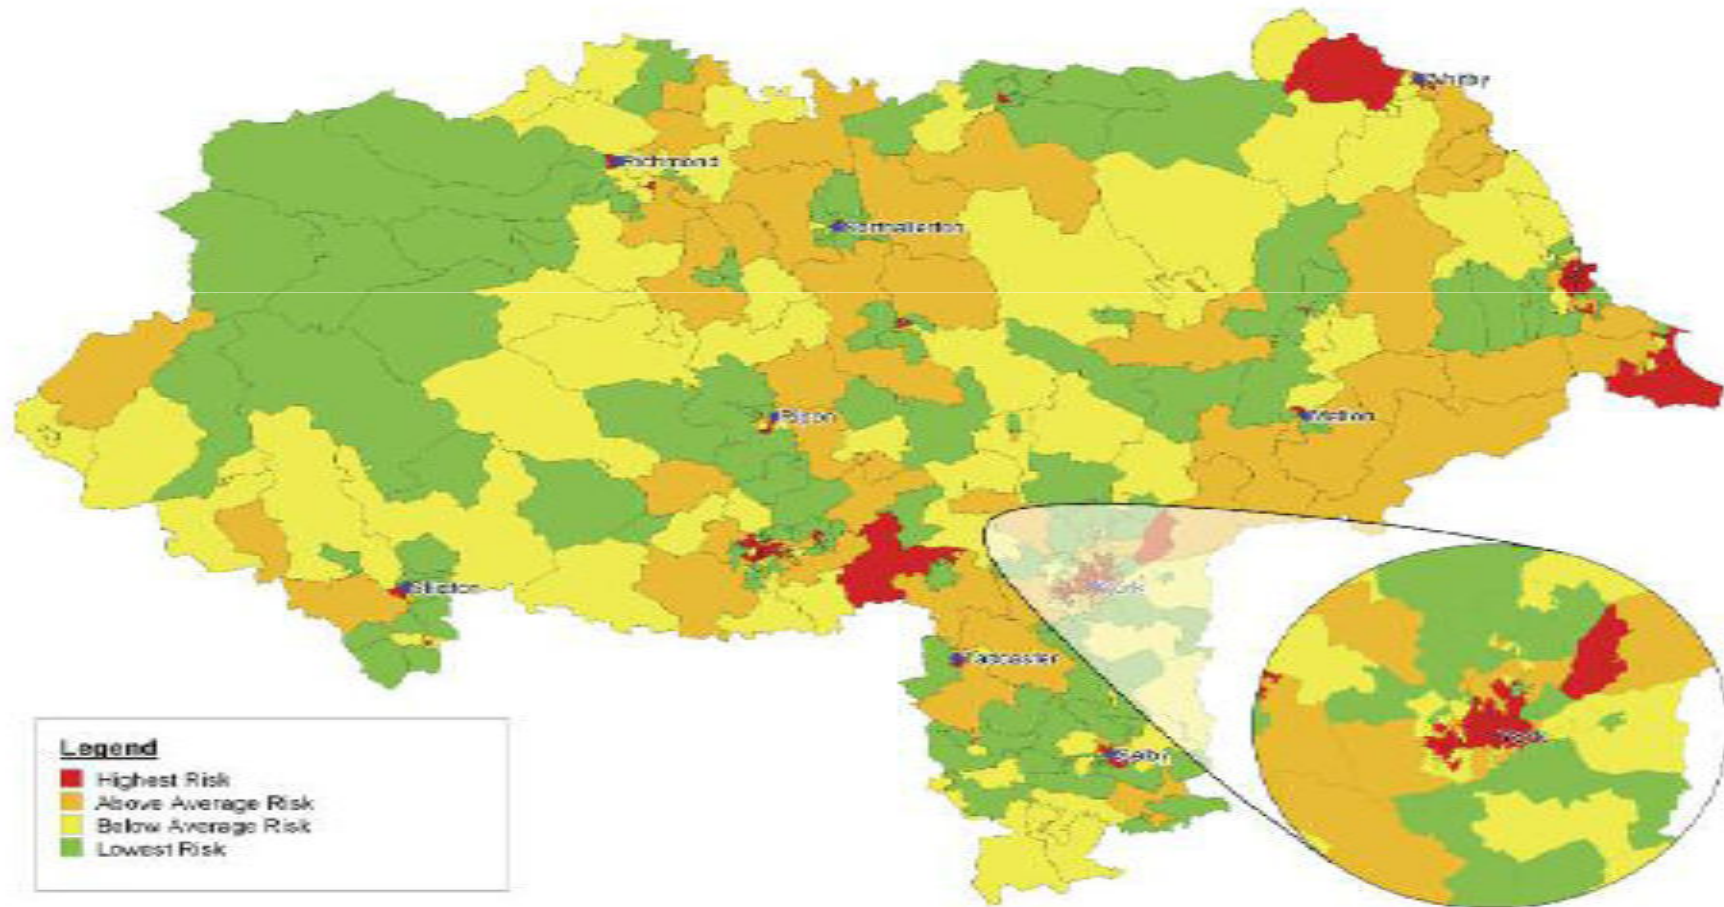 Whitby
Richmond
Northallerton
Ripon
Malton
Skipton
York
Tadcaster
York
Selby
Legend
Highest Risk
Above Average Risk
Below Average Risk
Lowest Risk